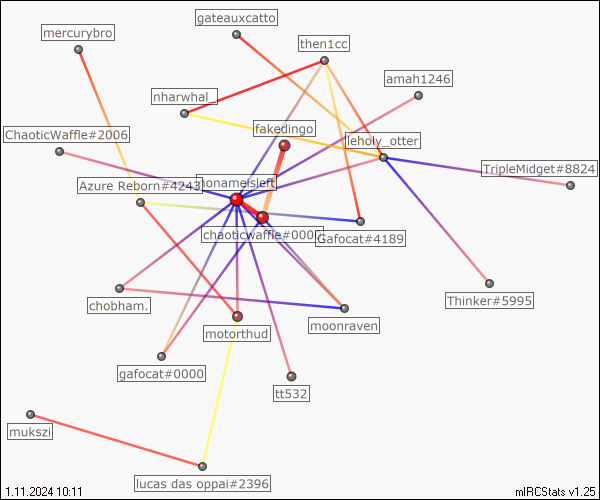 gateauxcatto
mercurybro
then1cc
amah1246
nharwhal_
fakedingo
ChaoticWaffle#2006
leholy_otter
TripleMidget#8824
Azure Reborn#4243
nonameisleft
chaoticwaffle#0000
Gafocat#4189
Thinker#5995
chobham.
moonraven
motorthud
gafocat#0000
tt532
mukszi
lucas das oppai#2396
1.11.2024 10:11
mIRCStats v1.25